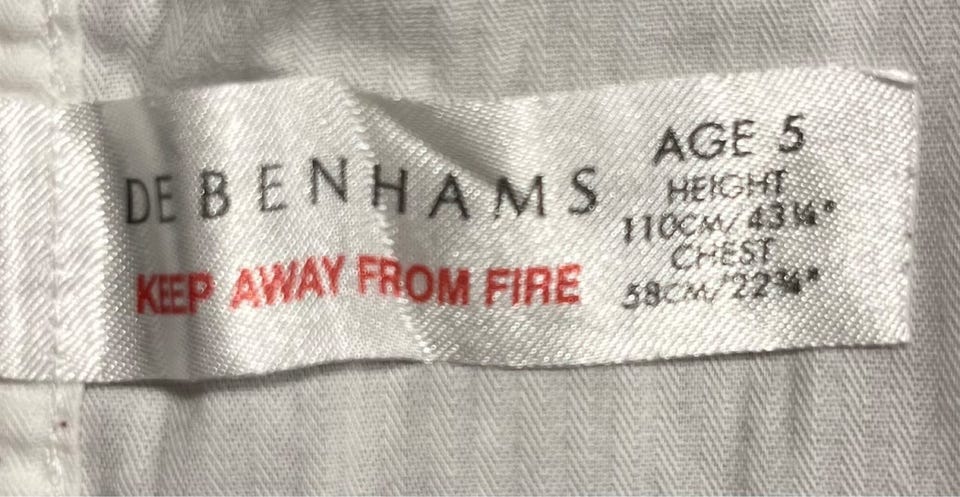 DEBENHAMS
KEEP AWAY FROM FIRE
AGE 5
HEIGHT
110CM/43¼"
CHEST
58CM/22¾"